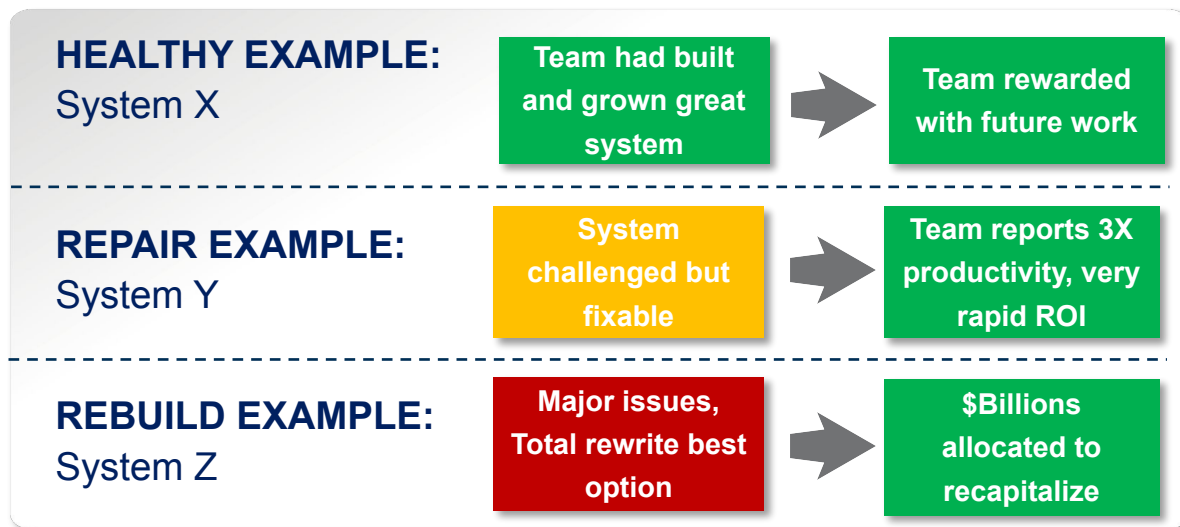 HEALTHY EXAMPLE:
System X
Team had built
and grown great
system
Team rewarded
with future work
REPAIR EXAMPLE:
System Y
System
challenged but
fixable
Team reports 3X
productivity, very
rapid ROI
REBUILD EXAMPLE:
System Z
Major issues,
Total rewrite best
option
$Billions
allocated to
recapitalize